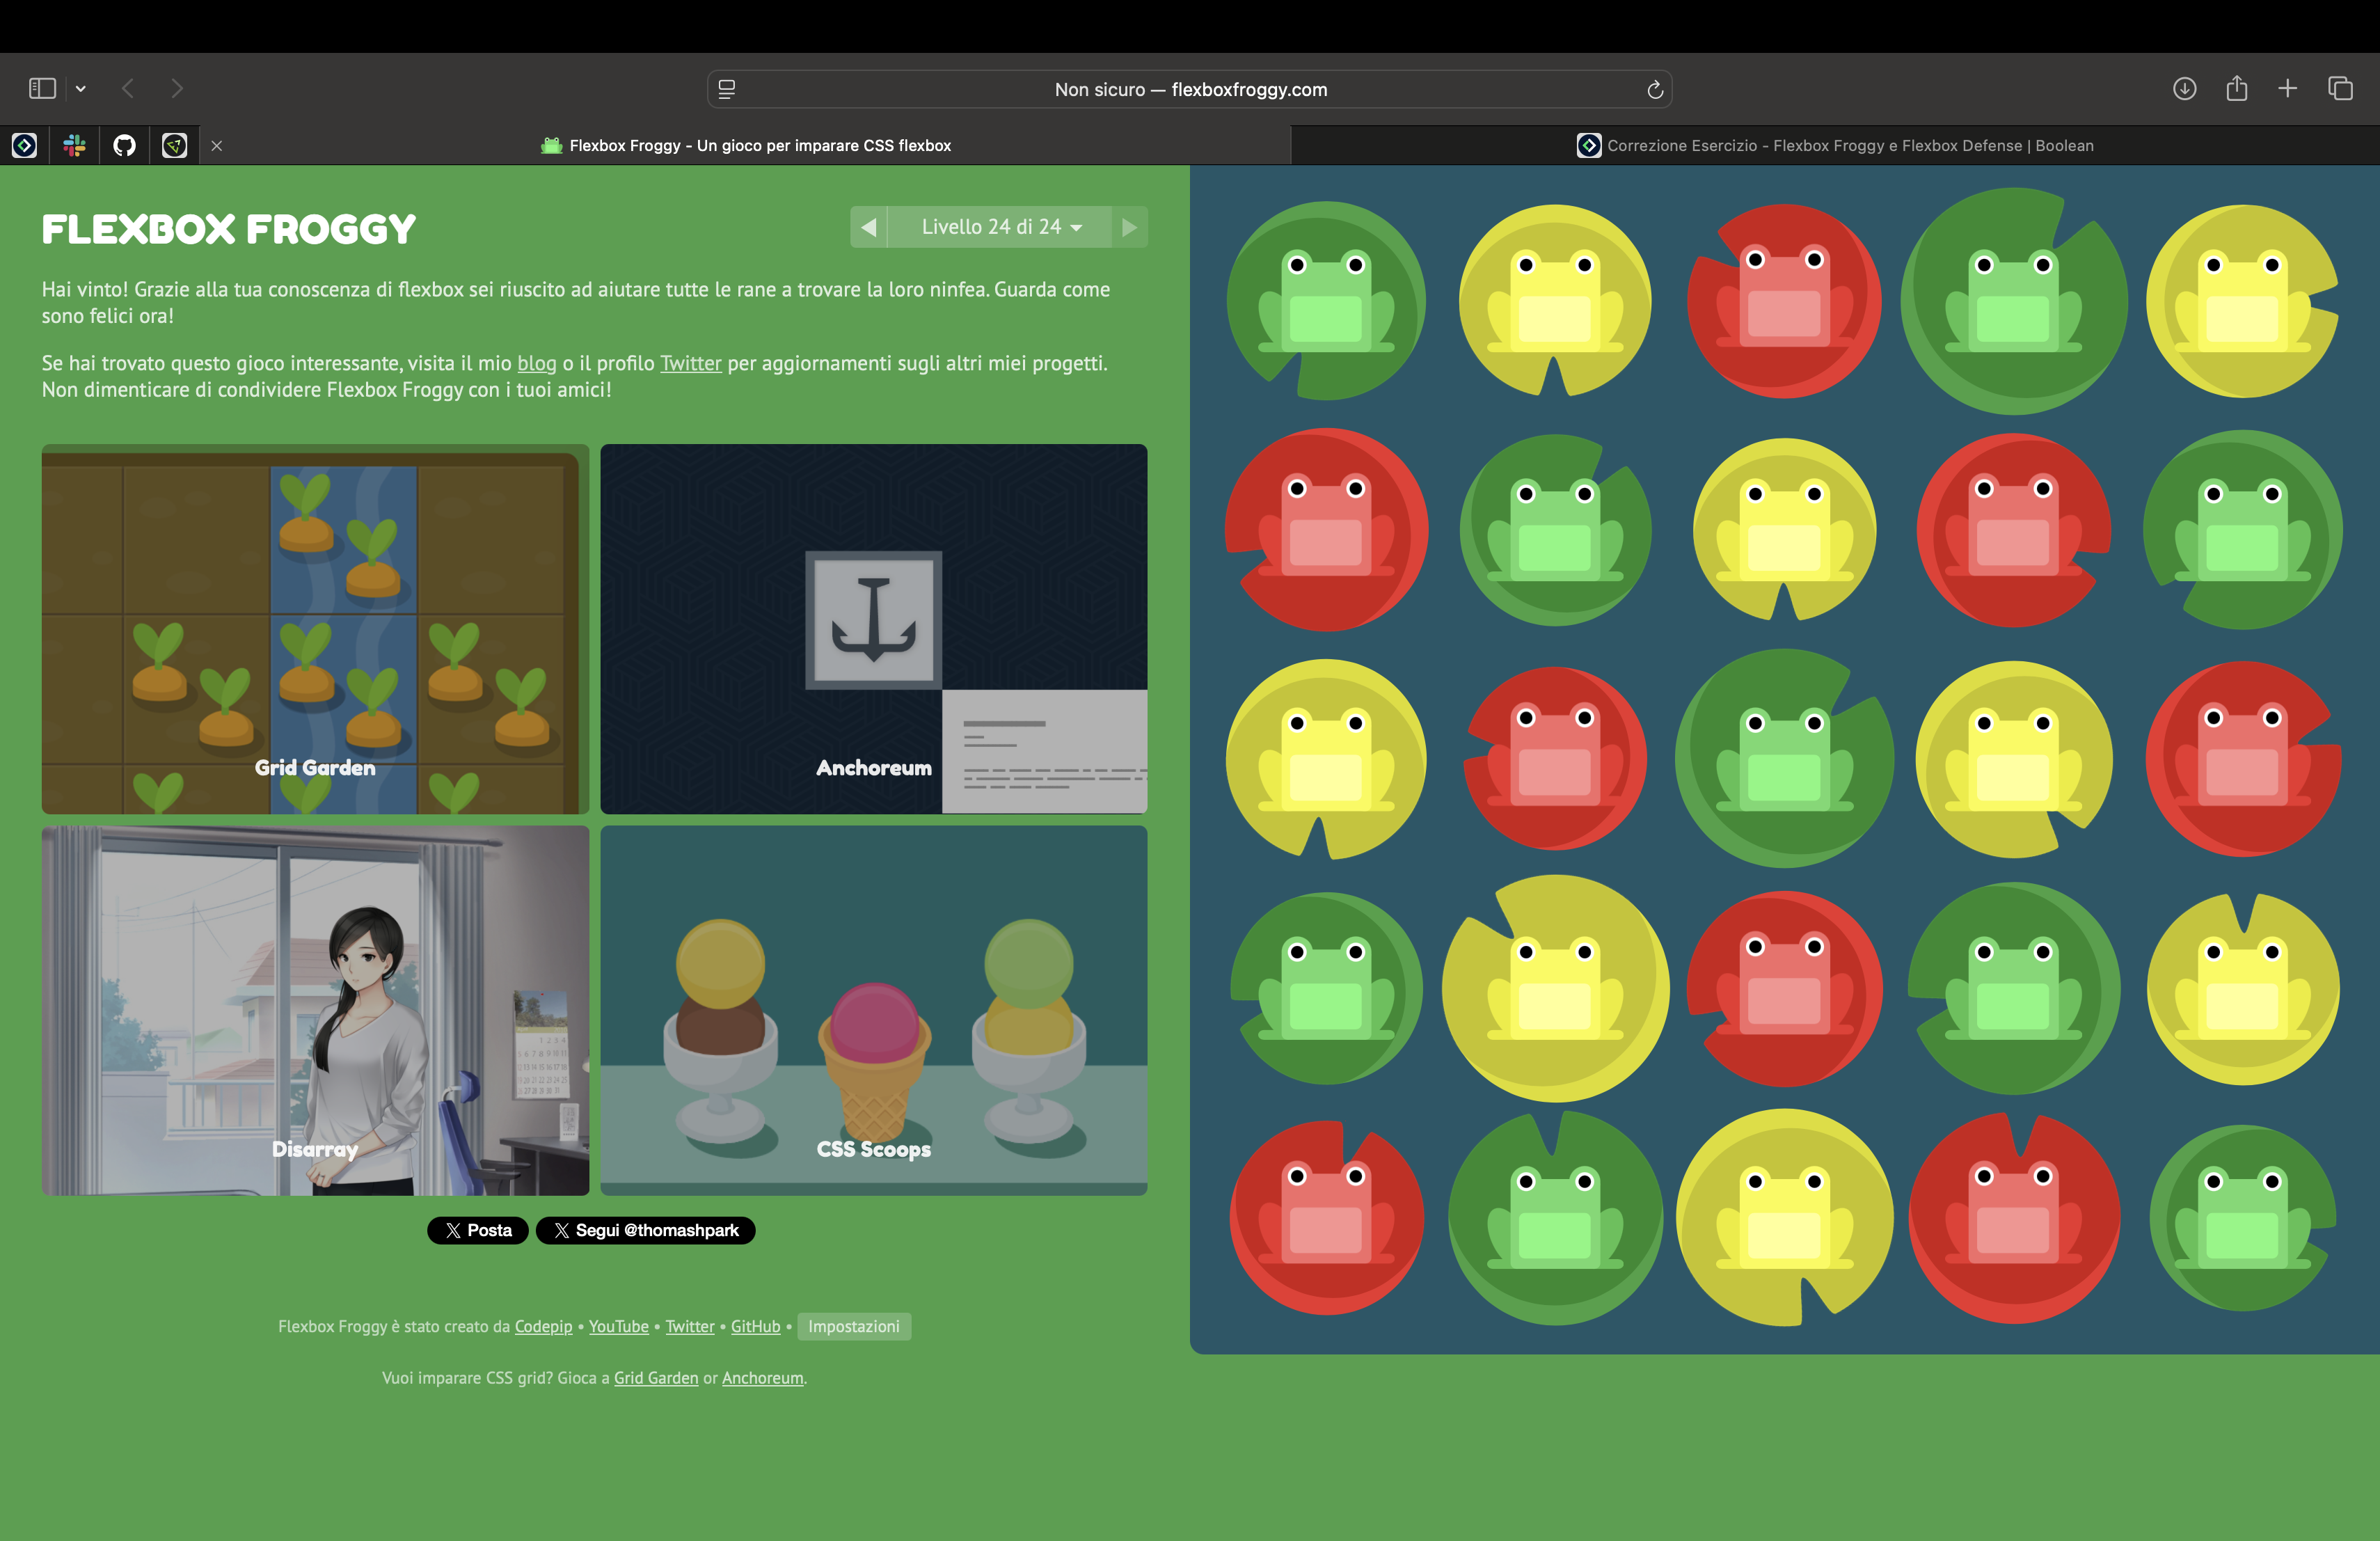 Non sicuro — flexboxfroggy.com
Flexbox Froggy - Un gioco per imparare CSS flexbox
Correzione Esercizio - Flexbox Froggy e Flexbox Defense | Boolean
FLEXBOX FROGGY
Livello 24 di 24
Hai vinto! Grazie alla tua conoscenza di flexbox sei riuscito ad aiutare tutte le rane a trovare la loro ninfea. Guarda come
sono felici ora!
Se hai trovato questo gioco interessante, visita il mio blog o il profilo Twitter per aggiornamenti sugli altri miei progetti.
Non dimenticare di condividere Flexbox Froggy con i tuoi amici!
Grid Garden
Anchoreum
Disarray
CSS Scoops
X Posta
X Segui @thomashpark
Flexbox Froggy è stato creato da Codepip • YouTube • Twitter • GitHub • Impostazioni
Vuoi imparare CSS grid? Gioca a Grid Garden or Anchoreum.